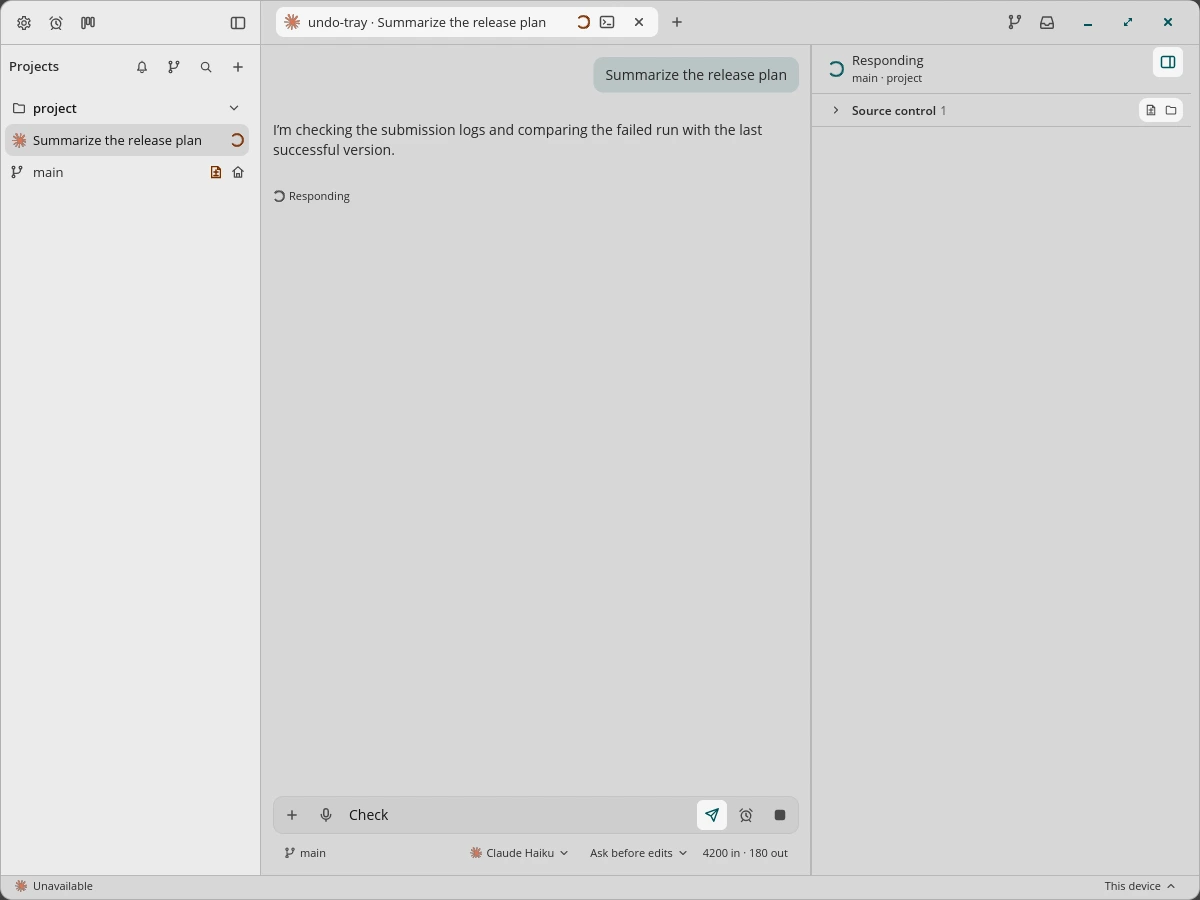 undo-tray · Summarize the release plan
Projects
project
Summarize the release plan
main
Summarize the release plan
I'm checking the submission logs and comparing the failed run with the last
successful version.
Responding
Check
main
Claude Haiku
Ask before edits
4200 in · 180 out
Responding
main · project
Source control 1
Unavailable
This device